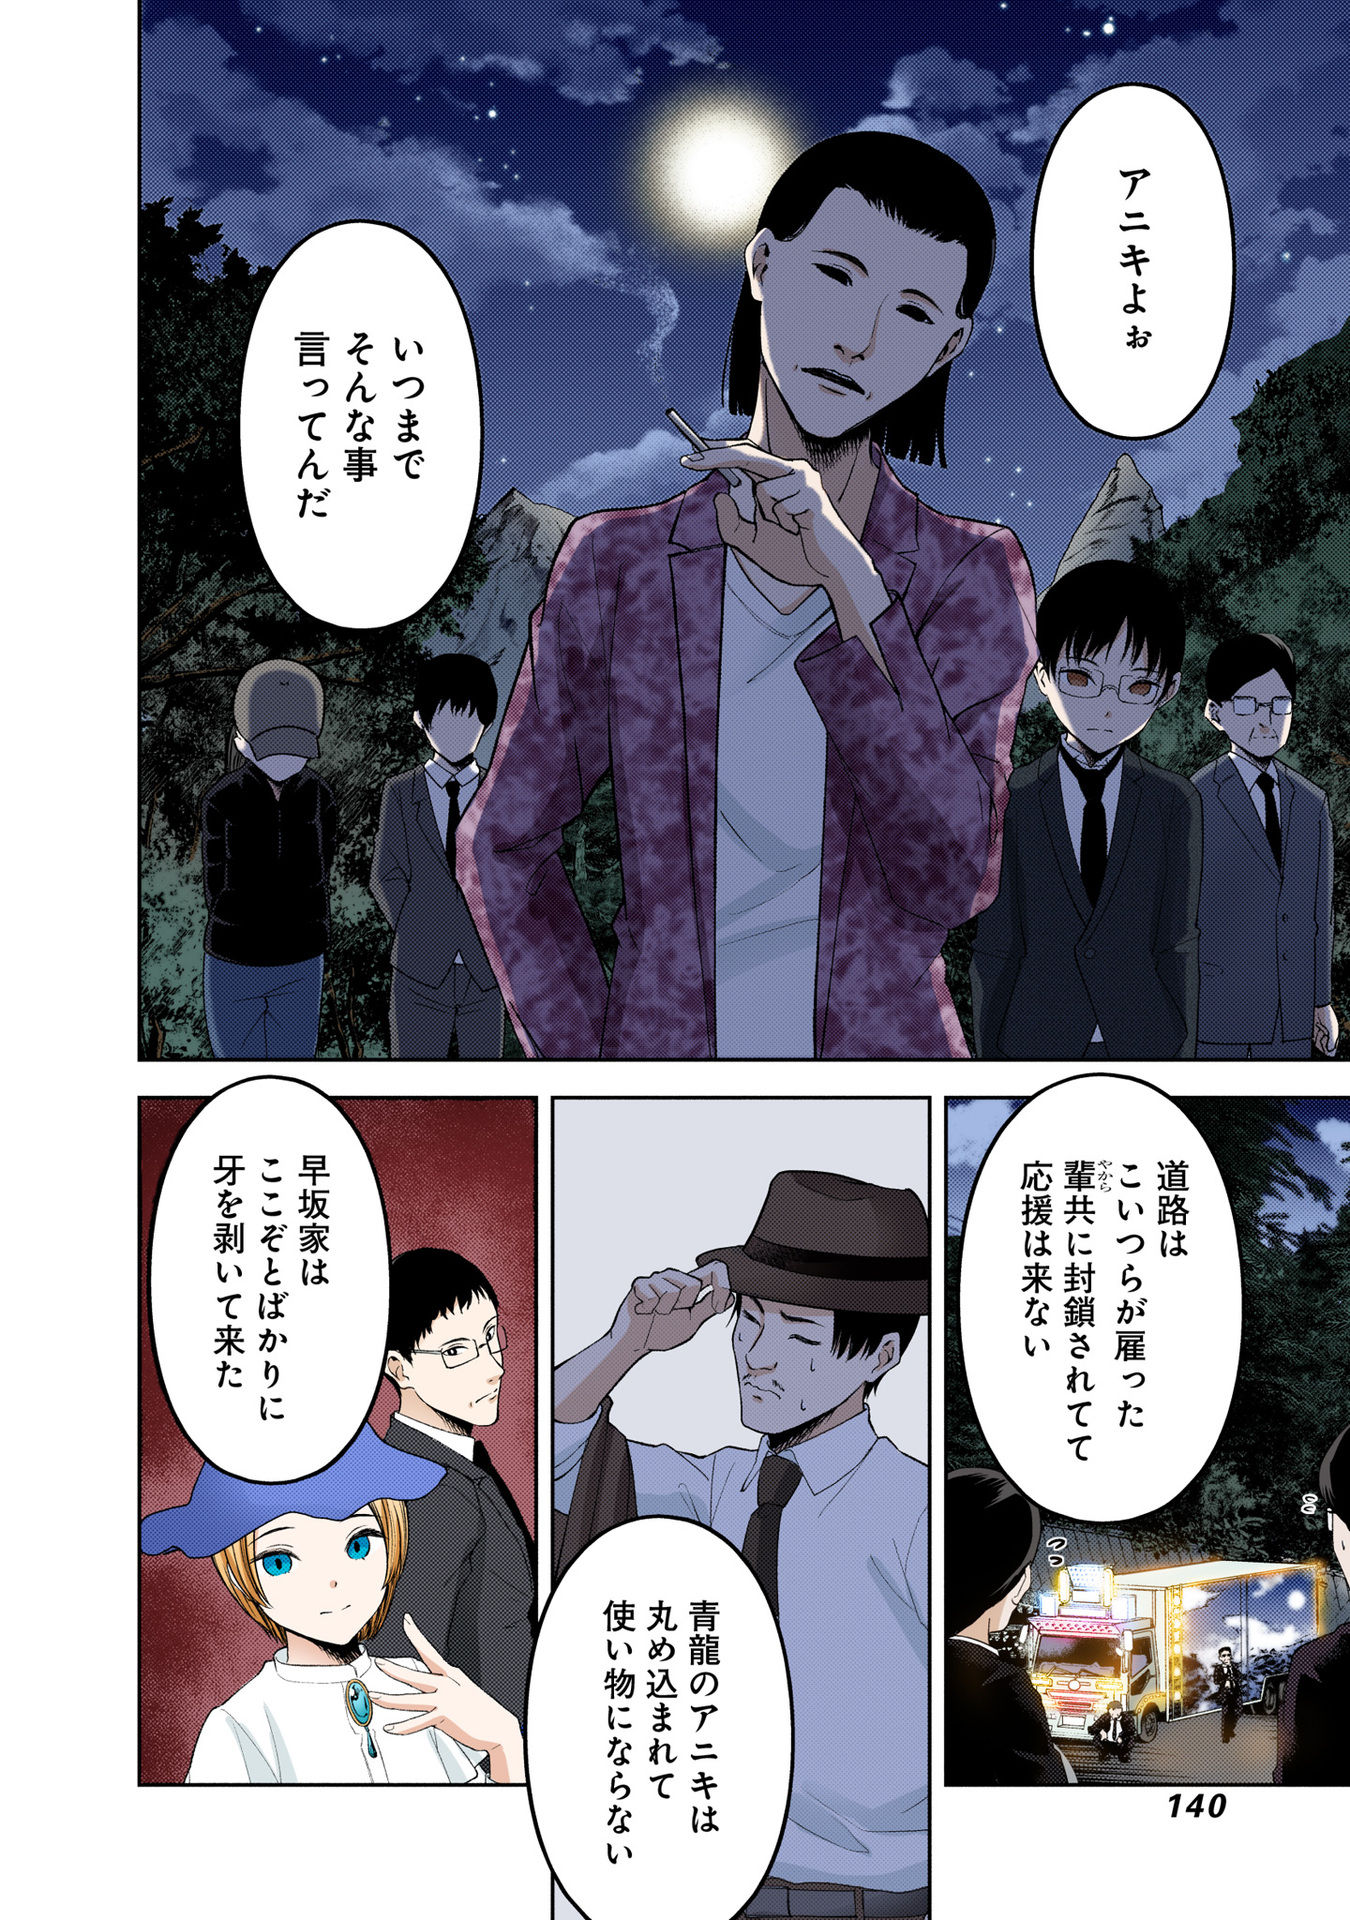 アニキよぉ
いつまで
そんな事
言ってんだ
道路は
こいつらが雇った
輩共に封鎖されてて
やから
応援は来ない
青龍のアニキは
丸め込まれて
使い物にならない
早坂家は
ここぞとばかりに
牙を剥いて来た
140